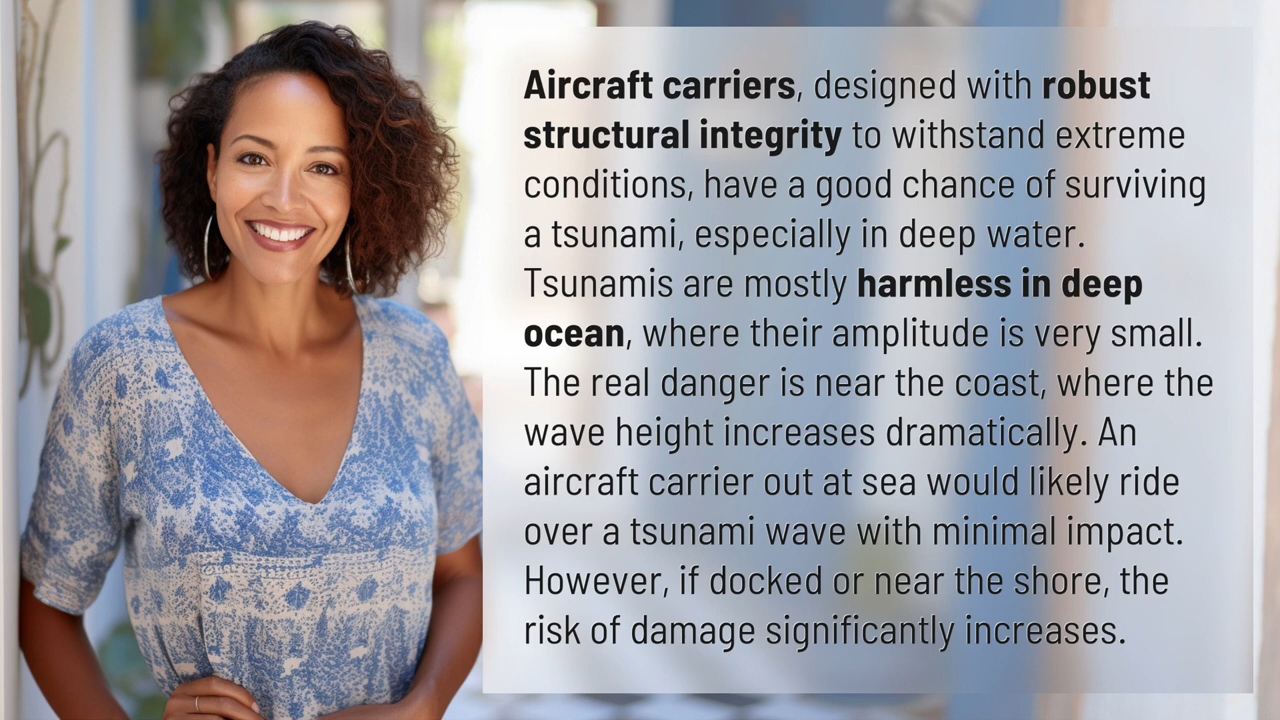 Aircraft carriers, designed with robust
structural integrity to withstand extreme
conditions, have a good chance of surviving
a tsunami, especially in deep water.
Tsunamis are mostly harmless in deep
ocean, where their amplitude is very small.
The real danger is near the coast, where the
wave height increases dramatically. An
aircraft carrier out at sea would likely ride
over a tsunami wave with minimal impact.
However, if docked or near the shore, the
risk of damage significantly increases.